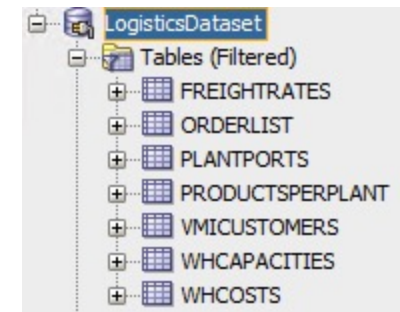 LogisticsDataset
Tables (Filtered)
FREIGHTRATES
ORDERLIST
PLANTPORTS
PRODUCTSPERPLANT
VMICUSTOMERS
WHCAPACITIES
WHCOSTS